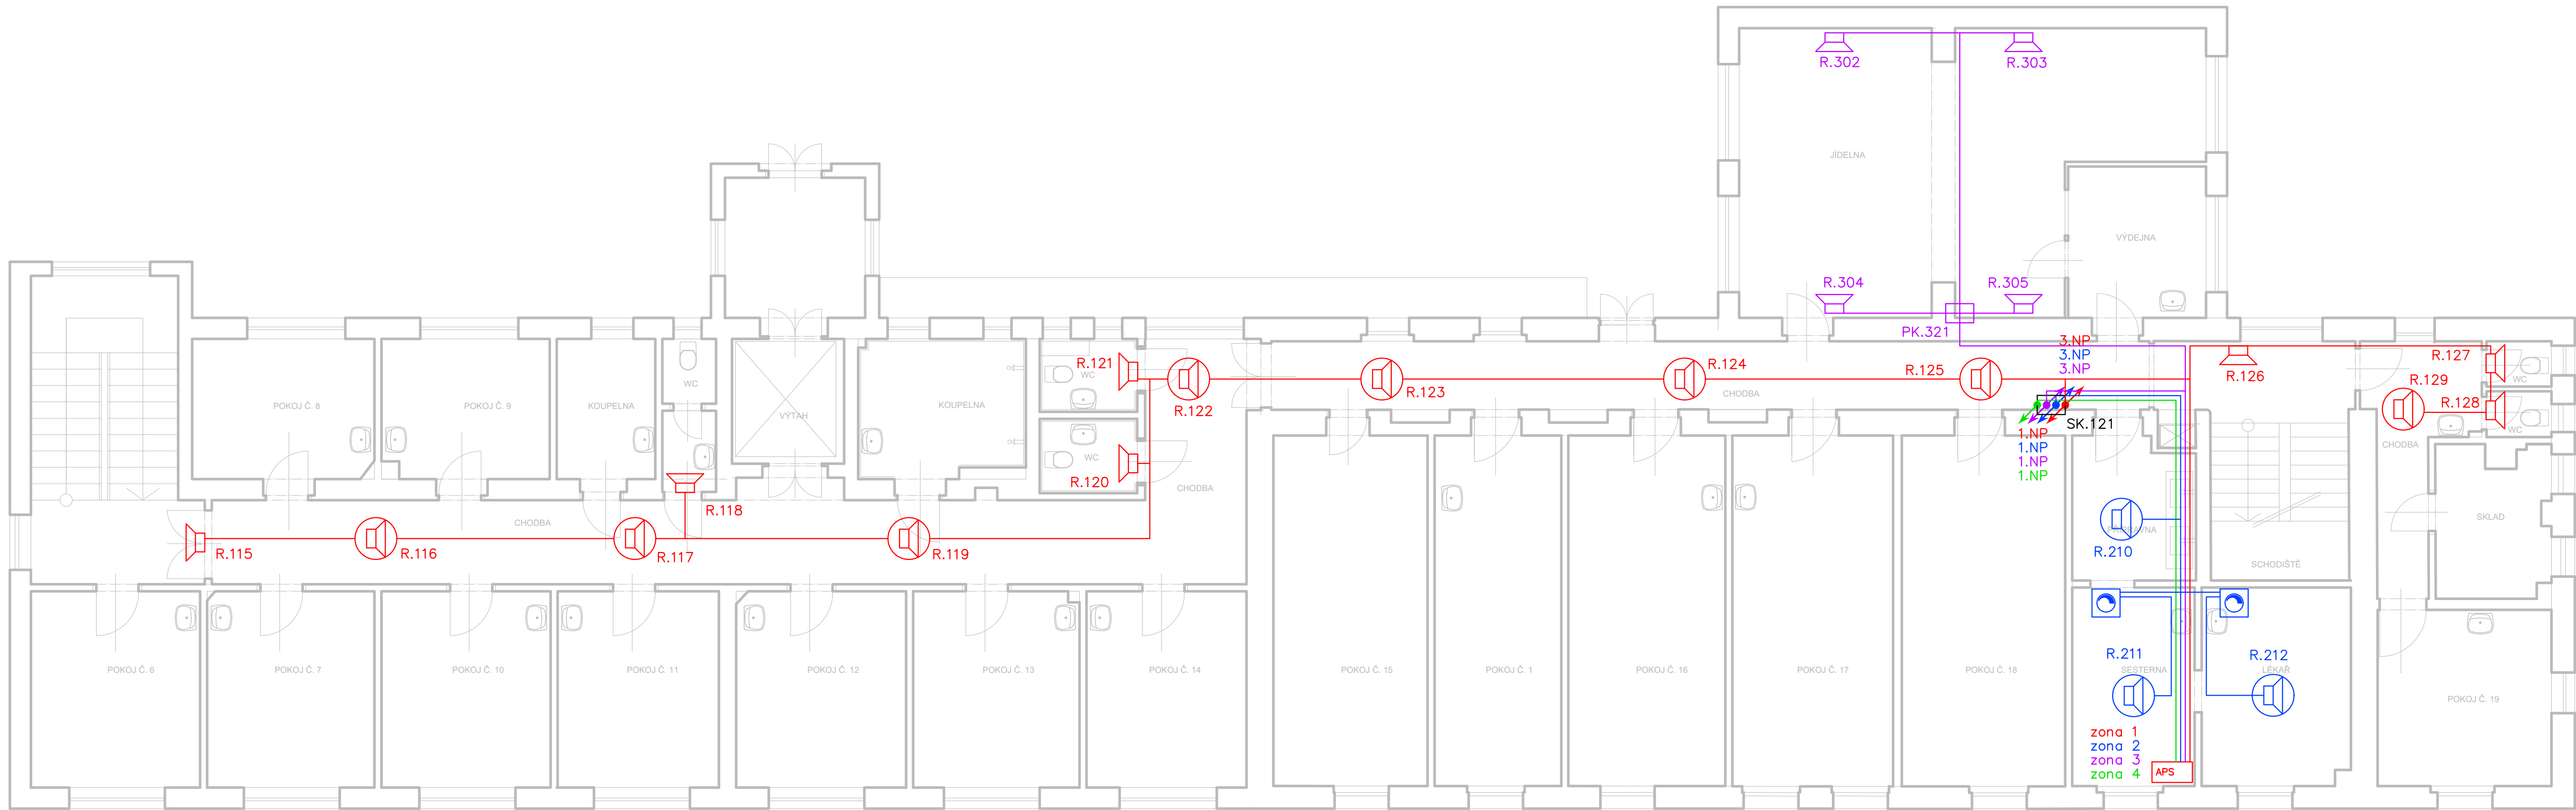 R.302
R.303
JÍDELNA
VÝDEJNA
R.304
R.305
PK.321
3.NP
3.NP
3.NP
R.121
WC
R.122
R.123
R.124
R.125
CHODBA
R.126
R.127
WC
R.129
R.128
WC
CHODBA
SK.121
1.NP
1.NP
1.NP
1.NP
POKOJ Č. 8
POKOJ Č. 9
KOUPELNA
WC
VÝTAH
KOUPELNA
WC
R.120
CHODBA
R.118
CHODBA
R.115
R.116
R.117
R.119
PŘÍPRAVNA
R.210
SKLAD
SCHODIŠTĚ
POKOJ Č. 6
POKOJ Č. 7
POKOJ Č. 10
POKOJ Č. 11
POKOJ Č. 12
POKOJ Č. 13
POKOJ Č. 14
POKOJ Č. 15
POKOJ Č. 1
POKOJ Č. 16
POKOJ Č. 17
POKOJ Č. 18
R.211
SESTERNA
R.212
LÉKAŘ
POKOJ Č. 19
zona 1
zona 2
zona 3
zona 4
APS